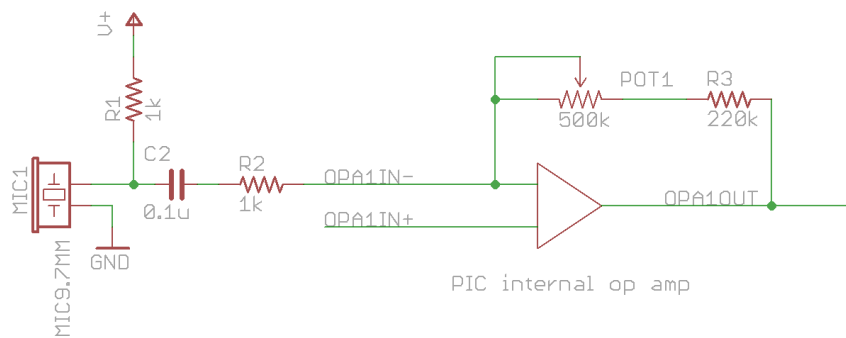 V+
R1
1k
C2
0.1u
R2
1k
MIC1
MIC9.7MM
GND
OPA1IN-
OPA1IN+
POT1
500k
R3
220k
OPA1OUT
PIC internal op amp